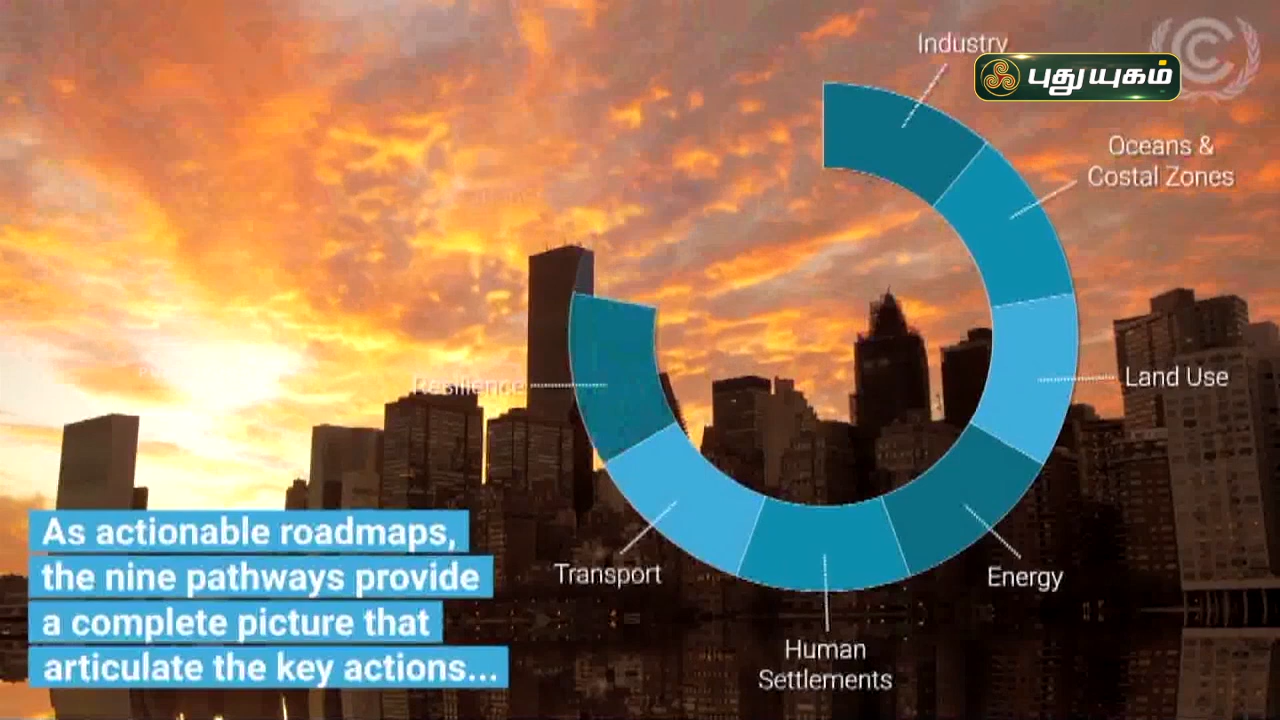 Industry
புதுயுகம்
Oceans &
Costal Zones
Land Use
Resilience
Transport
Energy
Human
Settlements
As actionable roadmaps,
the nine pathways provide
a complete picture that
articulate the key actions...